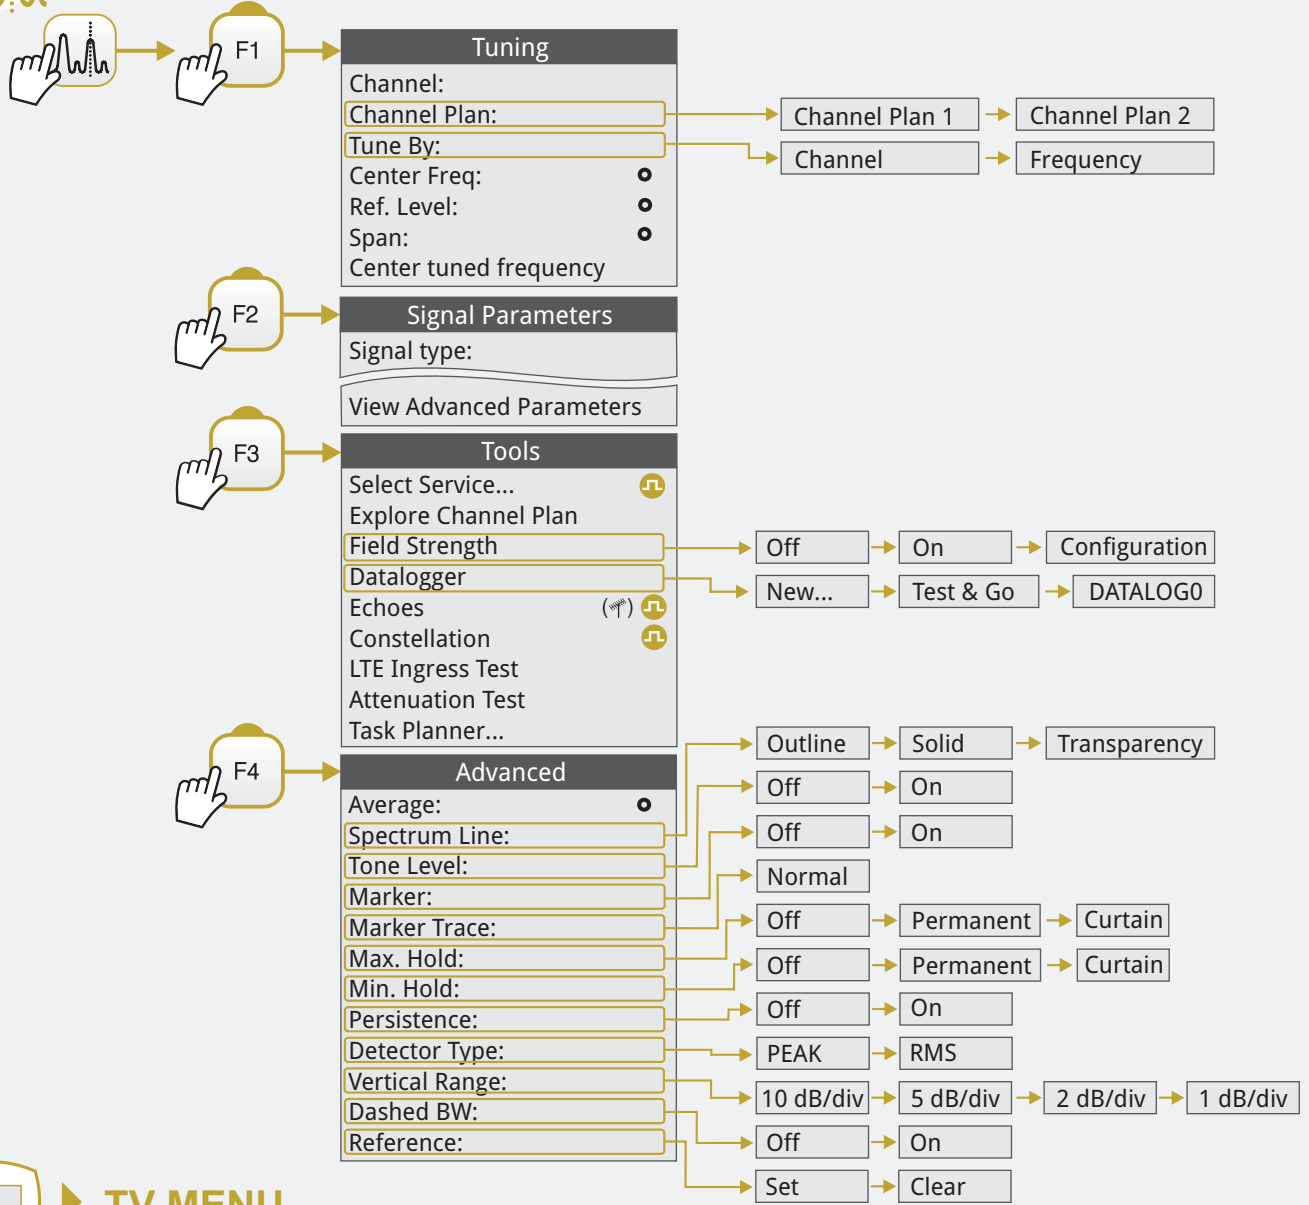 F1
Tuning
Channel:
Channel Plan:
Channel Plan 1
Channel Plan 2
Tune By:
Channel
Frequency
Center Freq:
Ref. Level:
Span:
Center tuned frequency
F2
Signal Parameters
Signal type:
View Advanced Parameters
F3
Tools
Select Service...
Explore Channel Plan
Field Strength
Off
On
Configuration
Datalogger
New...
Test & Go
DATALOG0
Echoes
Constellation
LTE Ingress Test
Attenuation Test
Task Planner...
F4
Advanced
Average:
Spectrum Line:
Outline
Solid
Transparency
Tone Level:
Off
On
Marker:
Off
On
Marker Trace:
Normal
Max. Hold:
Off
Permanent
Curtain
Min. Hold:
Off
Permanent
Curtain
Persistence:
Off
On
Detector Type:
PEAK
RMS
Vertical Range:
10 dB/div
5 dB/div
2 dB/div
1 dB/div
Dashed BW:
Off
On
Reference:
Set
Clear
TV MENU